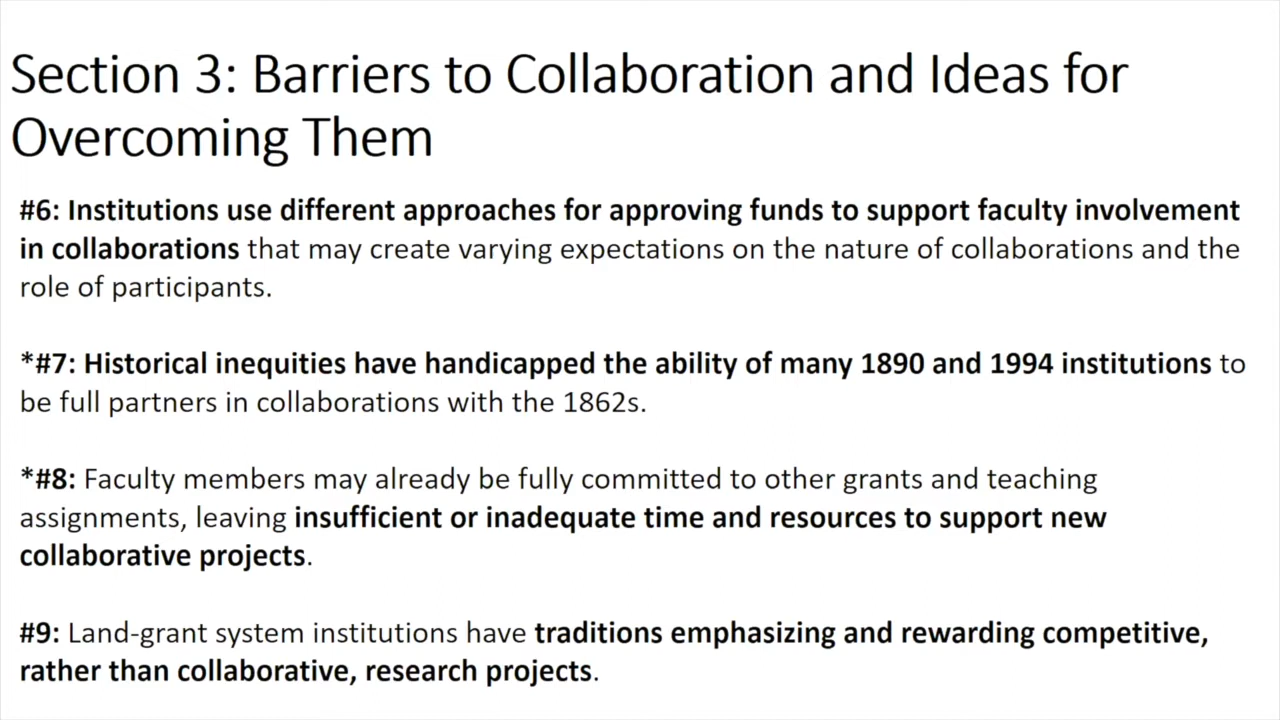 Section 3: Barriers to Collaboration and Ideas for
Overcoming Them
#6: Institutions use different approaches for approving funds to support faculty involvement
in collaborations that may create varying expectations on the nature of collaborations and the
role of participants.
*#7: Historical inequities have handicapped the ability of many 1890 and 1994 institutions to
be full partners in collaborations with the 1862s.
*#8: Faculty members may already be fully committed to other grants and teaching
assignments, leaving insufficient or inadequate time and resources to support new
collaborative projects.
#9: Land-grant system institutions have traditions emphasizing and rewarding competitive,
rather than collaborative, research projects.